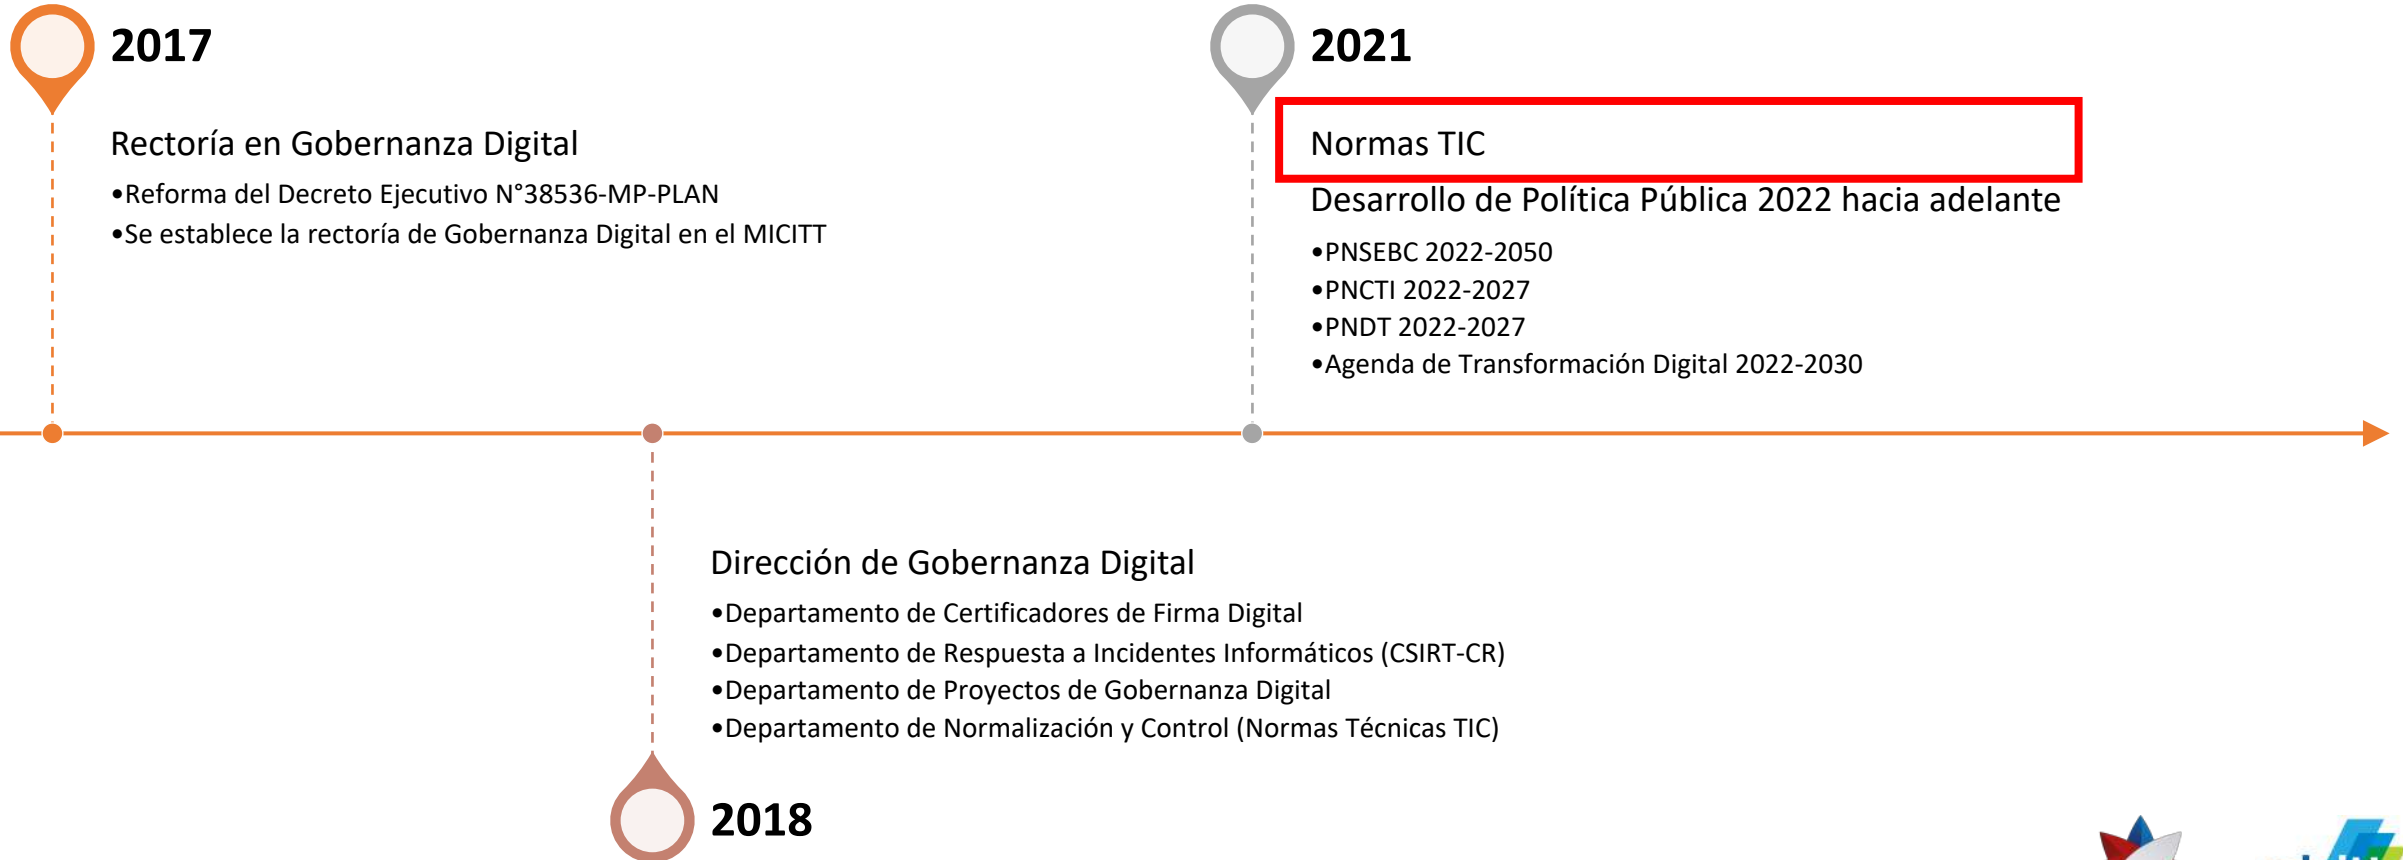 2017
Rectoría en Gobernanza Digital
•Reforma del Decreto Ejecutivo N°38536-MP-PLAN
•Se establece la rectoría de Gobernanza Digital en el MICITT
2021
Normas TIC
Desarrollo de Política Pública 2022 hacia adelante
•PNSEBC 2022-2050
•PNCTI 2022-2027
•PNDT 2022-2027
•Agenda de Transformación Digital 2022-2030
Dirección de Gobernanza Digital
•Departamento de Certificadores de Firma Digital
•Departamento de Respuesta a Incidentes Informáticos (CSIRT-CR)
•Departamento de Proyectos de Gobernanza Digital
•Departamento de Normalización y Control (Normas Técnicas TIC)
2018